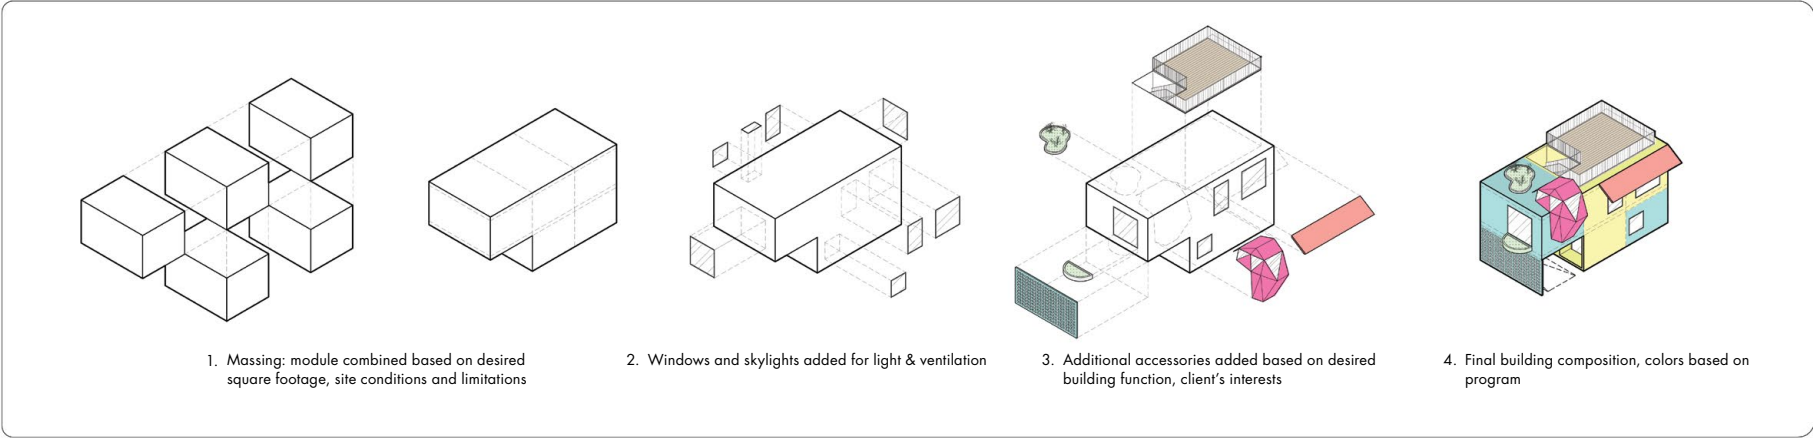 1. Massing: module combined based on desired
square footage, site conditions and limitations
2. Windows and skylights added for light & ventilation
3. Additional accessories added based on desired
building function, client’s interests
4. Final building composition, colors based on
program